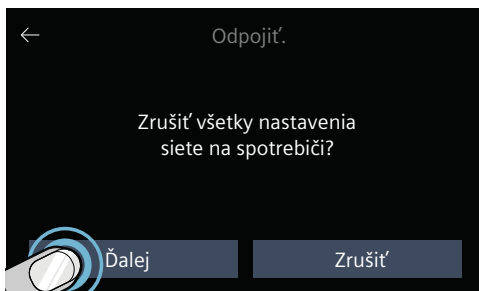 Odpojiť.
Zrušiť všetky nastavenia
siete na spotrebiči?
Ďalej
Zrušiť